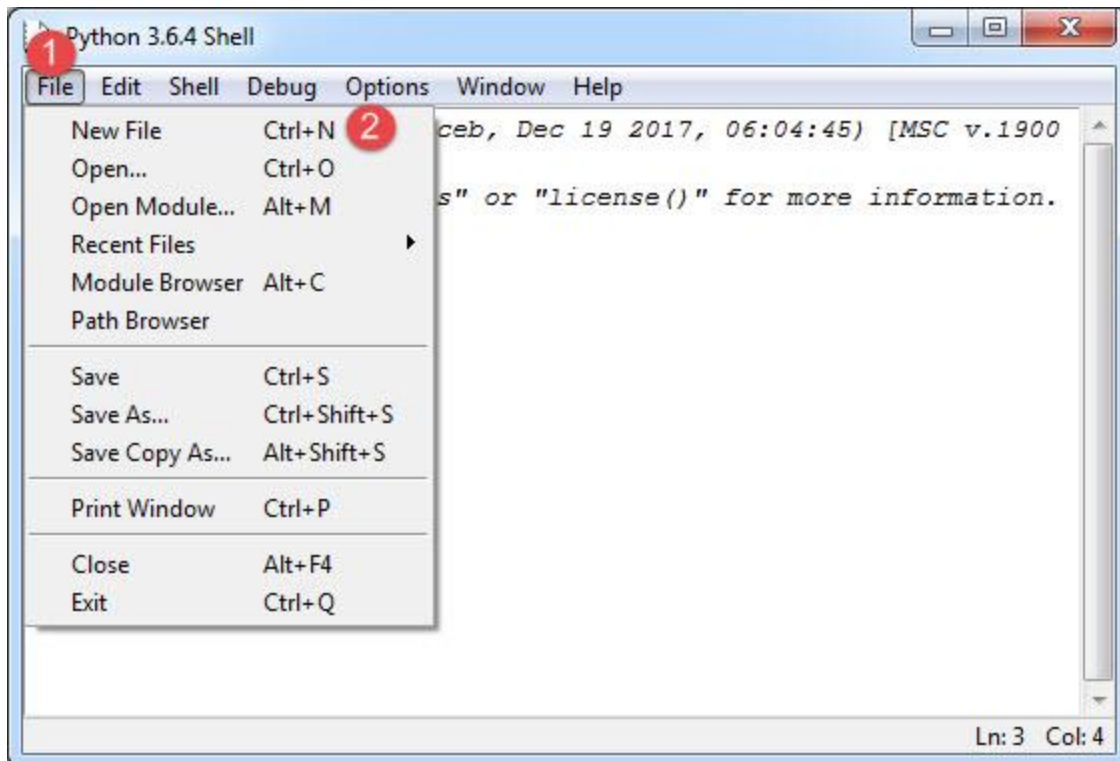 Python 3.6.4 Shell
1
File Edit Shell Debug Options Window Help
New File Ctrl+N 2 ceb, Dec 19 2017, 06:04:45) [MSC v.1900
Open... Ctrl+O
Open Module... Alt+M s" or "license()" for more information.
Recent Files
Module Browser Alt+C
Path Browser
Save Ctrl+S
Save As... Ctrl+Shift+S
Save Copy As... Alt+Shift+S
Print Window Ctrl+P
Close Alt+F4
Exit Ctrl+Q
Ln: 3 Col: 4